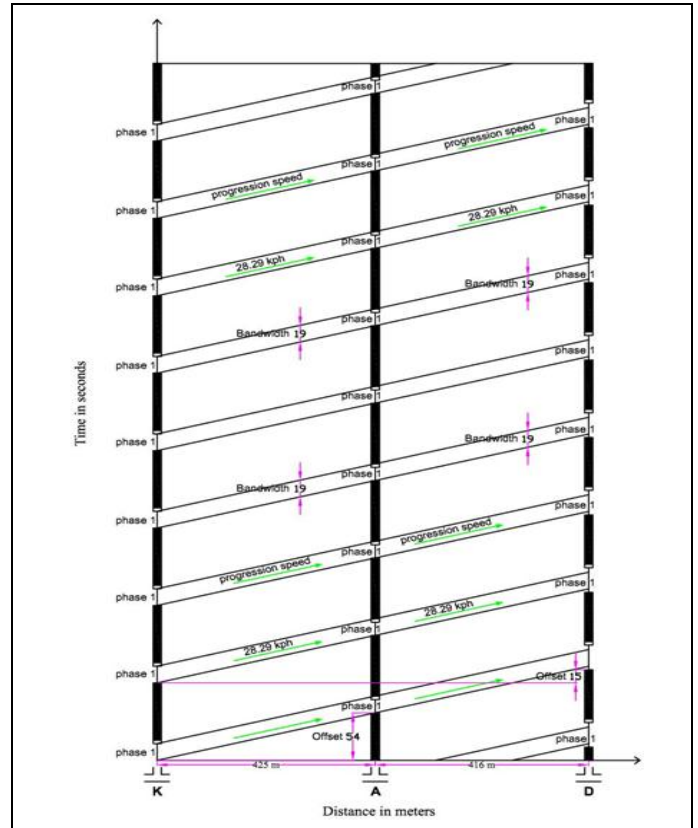 phase 1
phase 1
phase 1
progression speed
phase 1
progression speed
phase 1
phase 1
28.29 kph
phase 1
28.29 kph
phase 1
phase 1
Bandwidth 19
phase 1
Bandwidth 19
phase 1
Time in seconds
phase 1
phase 1
phase 1
phase 1
Bandwidth 19
phase 1
Bandwidth 19
phase 1
phase 1
progression speed
phase 1
progression speed
phase 1
phase 1
28.29 kph
phase 1
28.29 kph
phase 1
Offset 15
phase 1
Offset 54
phase 1
phase 1
425 m
416 m
K A D
Distance in meters